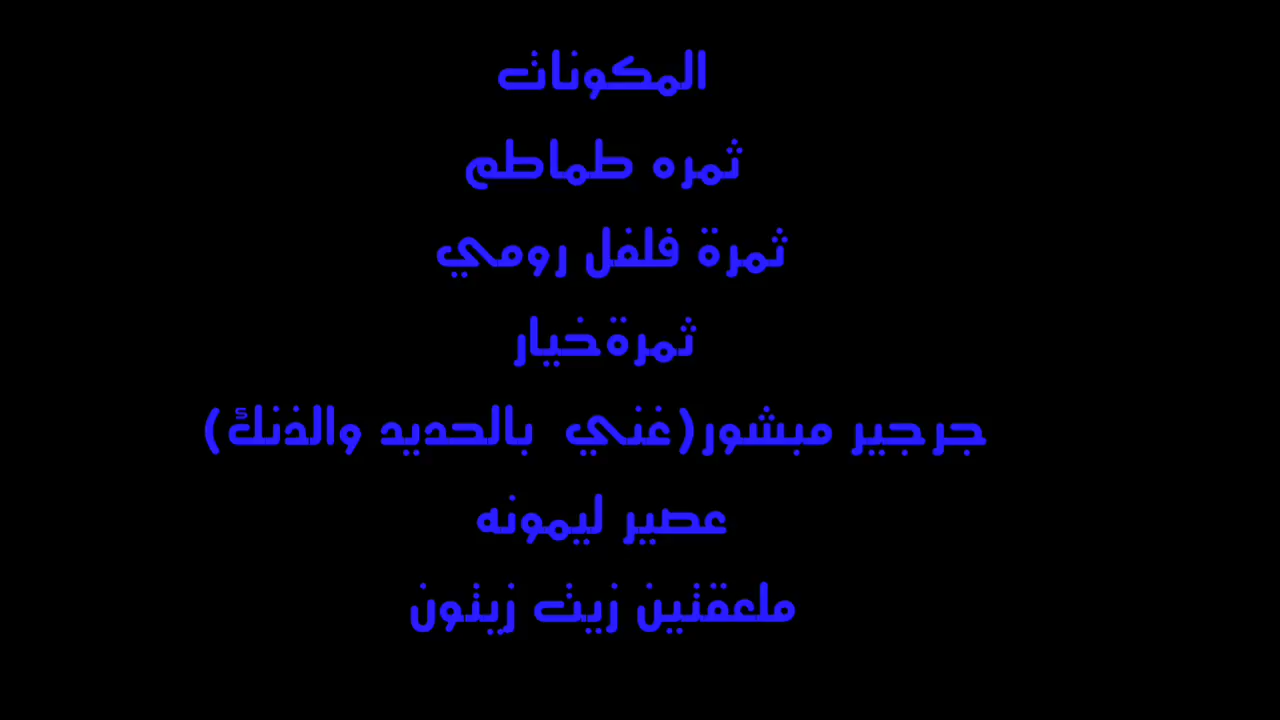 المكونات
ثمره طماطم
ثمرة فلفل رومي
ثمرةخيار
جرجير مبشور(غني بالحديد والذنك)
عصير ليمونه
ملعقتين زيت زيتون